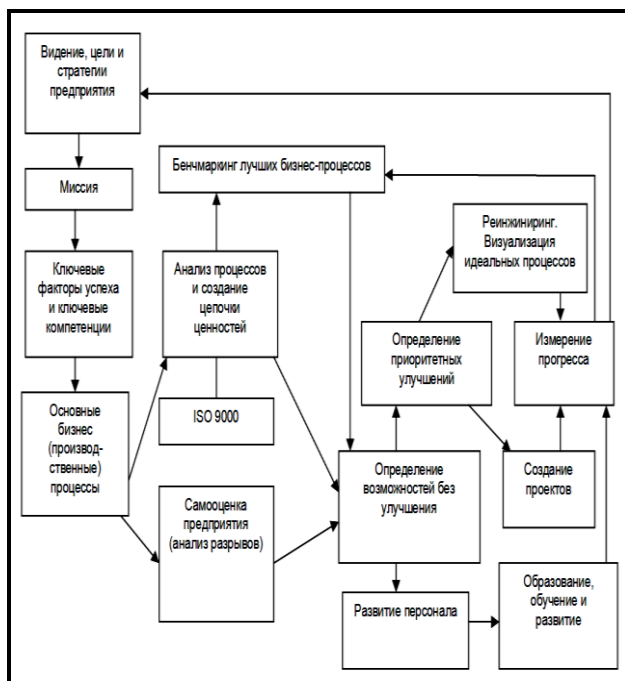 Видение, цели и
стратегии
предприятия
Миссия
Ключевые
факторы успеха
и ключевые
компетенции
Основные
бизнес
(производ-
ственные)
процессы
Бенчмаркинг лучших бизнес-процессов
Анализ процессов
и создание
цепочки
ценностей
ISO 9000
Самооценка
предприятия
(анализ разрывов)
Реинжиниринг.
Визуализация
идеальных процессов
Определение
приоритетных
улучшений
Измерение
прогресса
Определение
возможностей без
улучшения
Создание
проектов
Развитие персонала
Образование,
обучение и
развитие